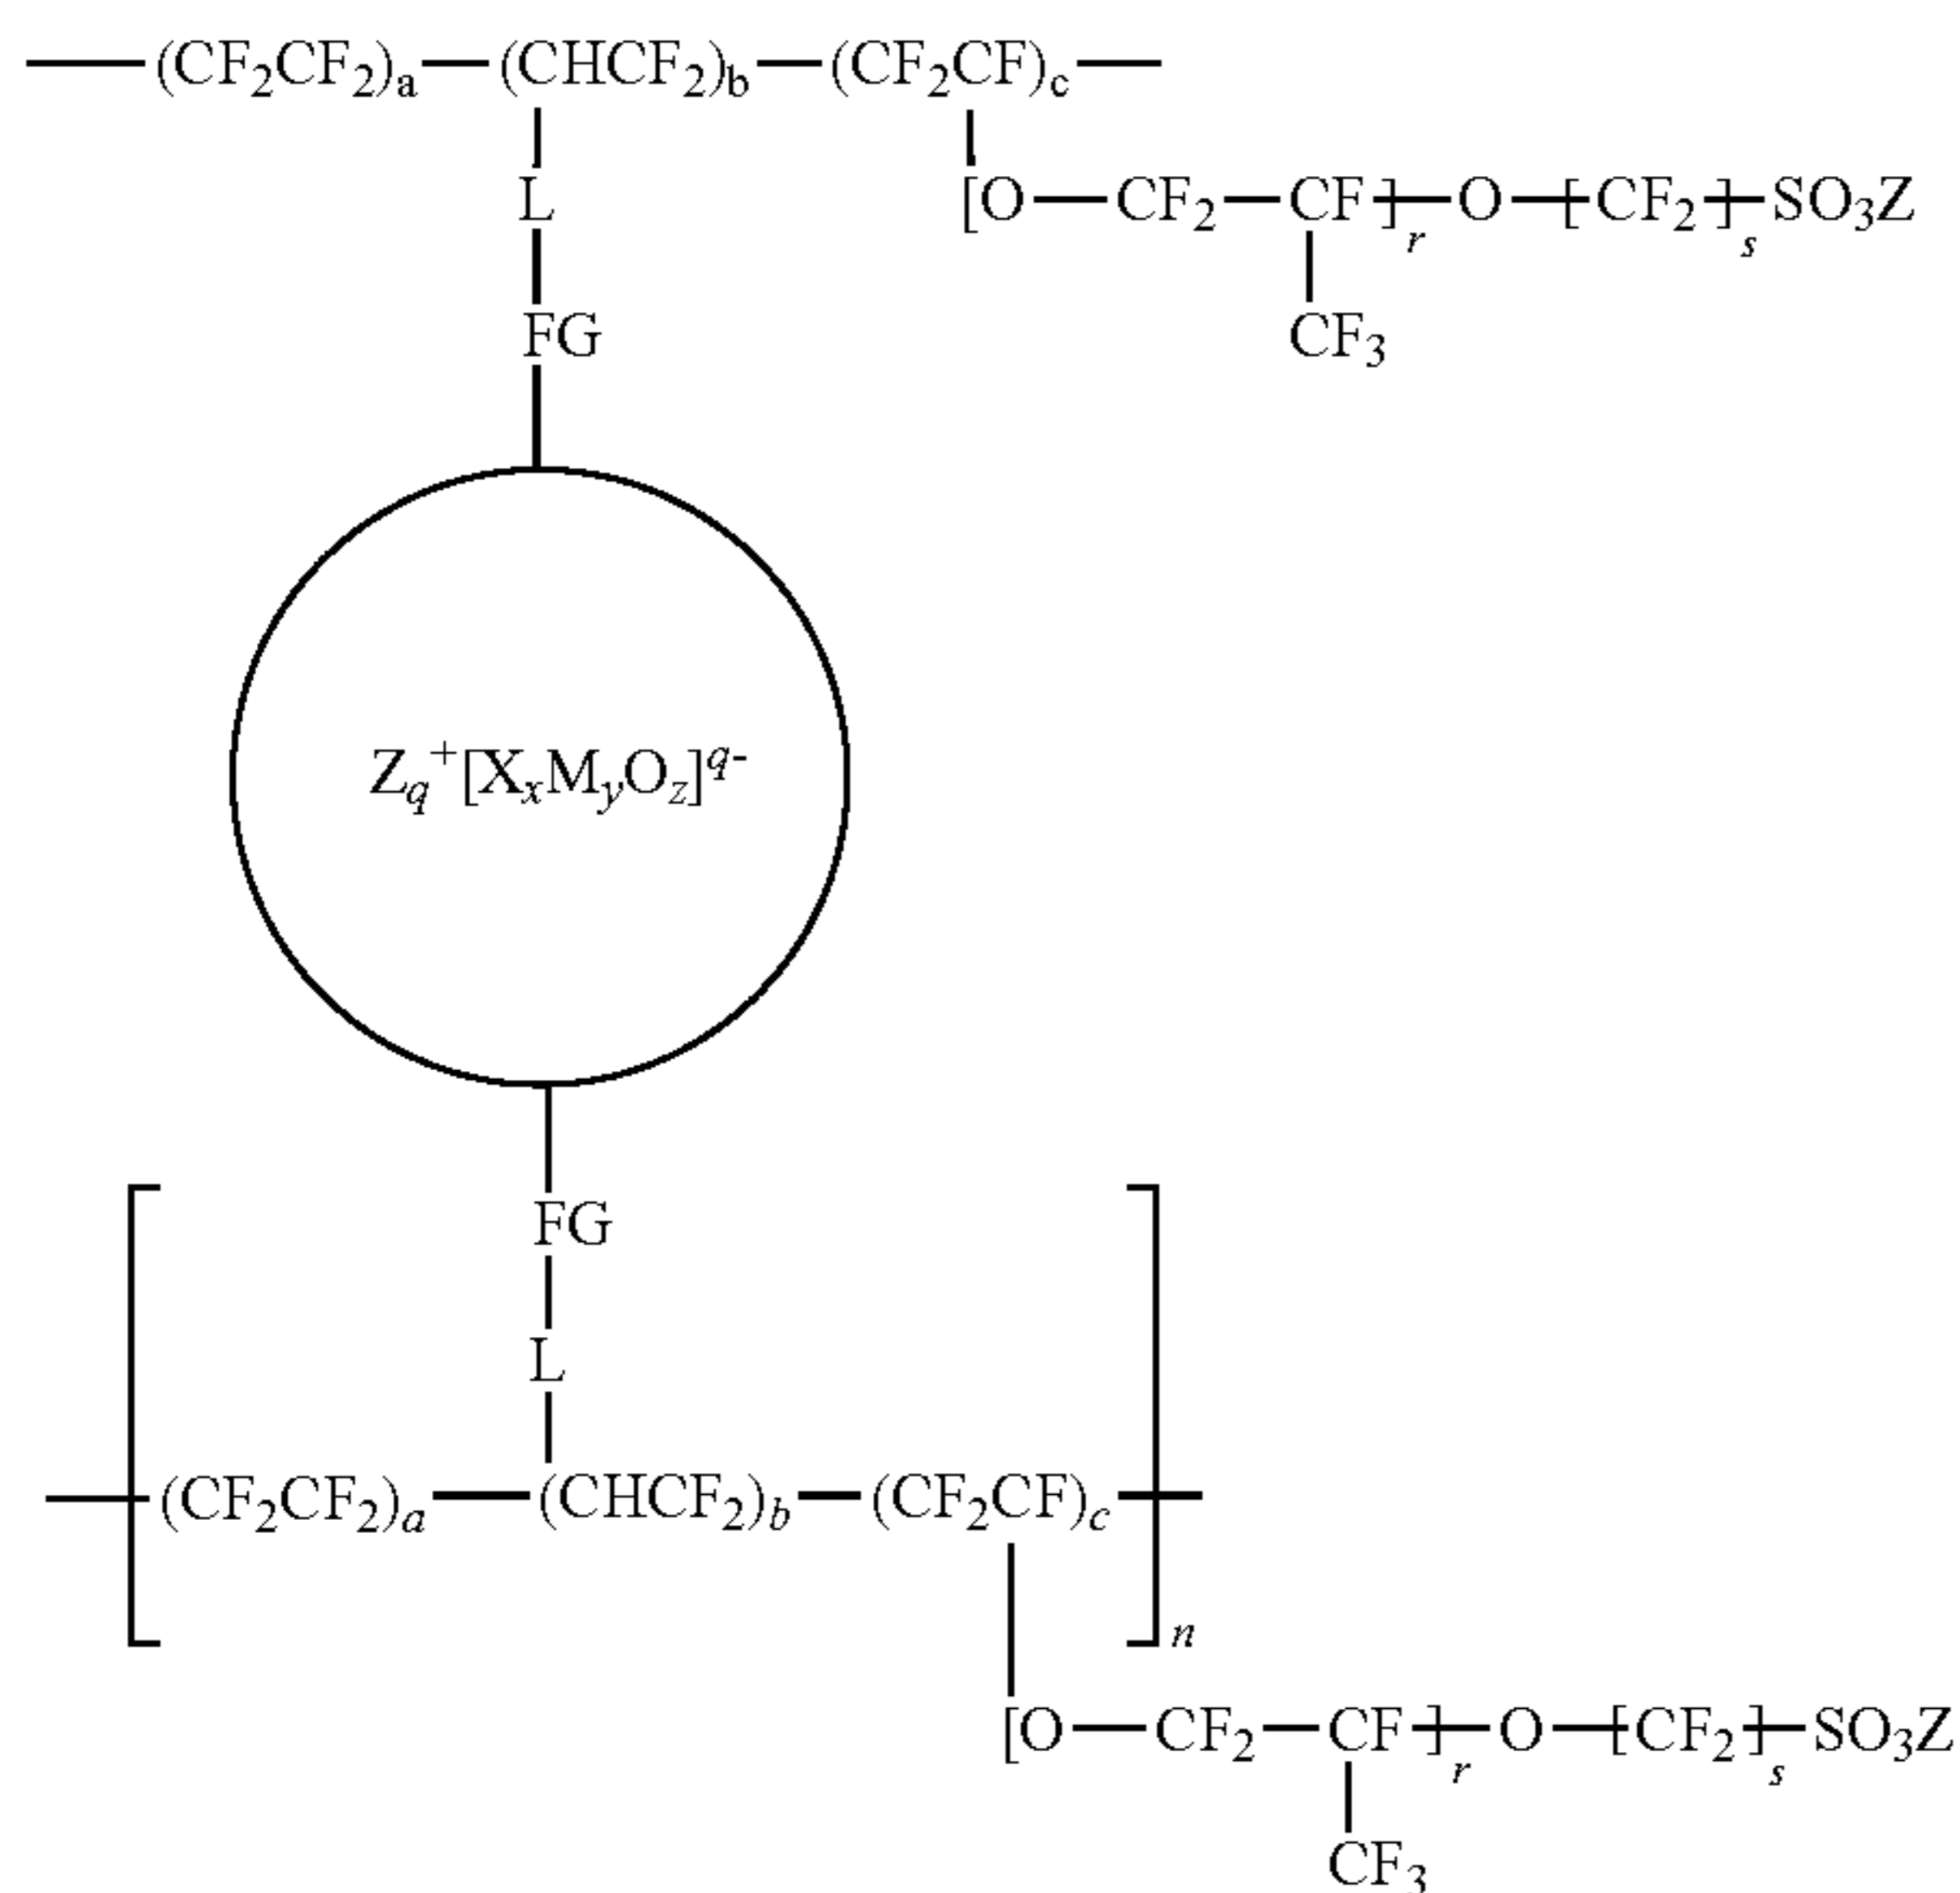 —(CF₂CF₂)ₐ—(CHCF₂)b—(CF₂CF)c—
L [O—CF₂—CF]r—O—[CF₂]s—SO₃Z
FG CF₃
Zq⁺[XₓMyOz]q-
FG
L
[(CF₂CF₂)ₐ—(CHCF₂)b—(CF₂CF)c]n
[O—CF₂—CF]r—O—[CF₂]s—SO₃Z
CF₃